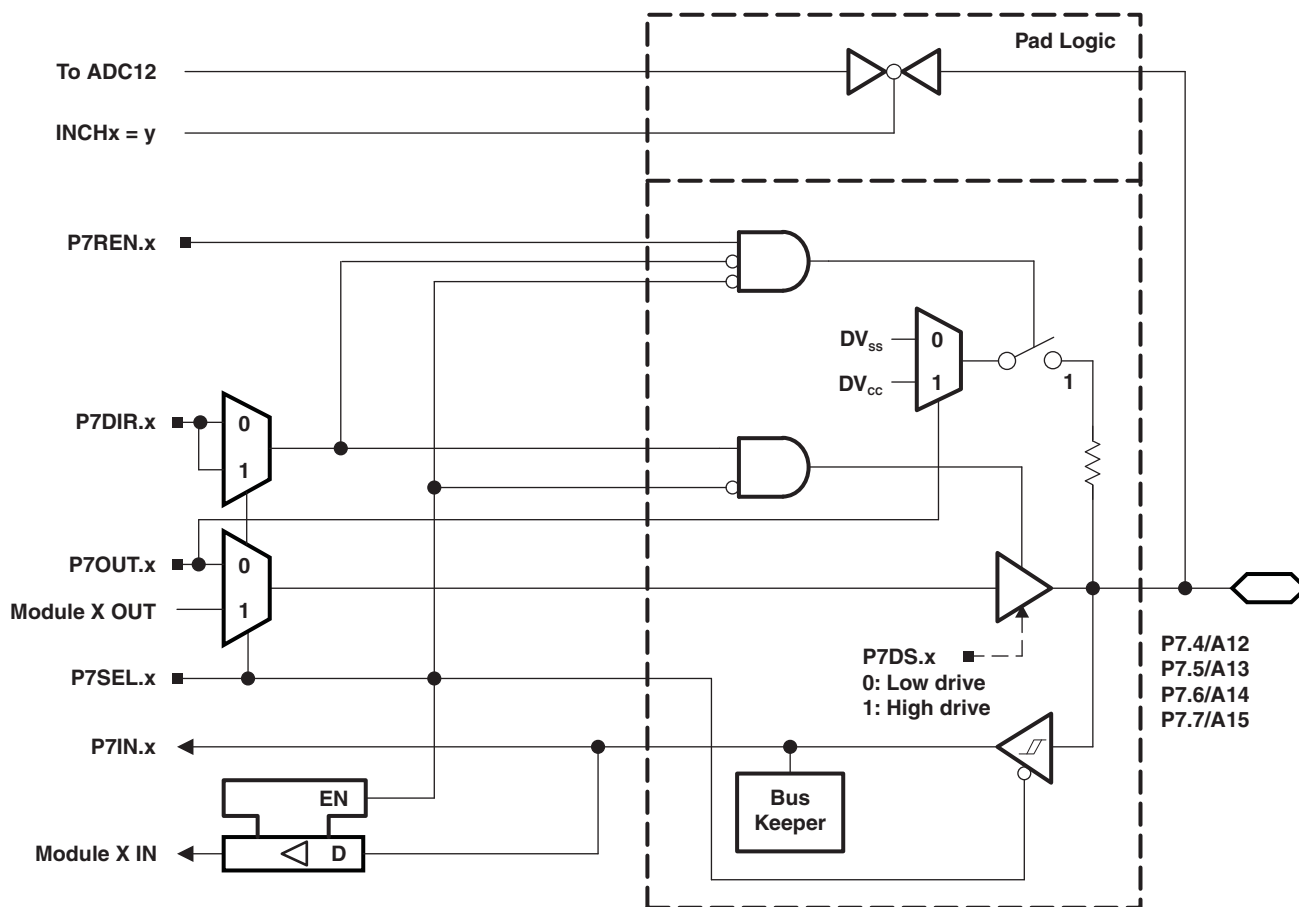 Pad Logic
To ADC12
INCHx = y
P7REN.x
DVSS
0
DVCC
1
1
P7DIR.x
0
1
P7OUT.x
0
Module X OUT
1
P7DS.x
0: Low drive
1: High drive
P7.4/A12
P7.5/A13
P7.6/A14
P7.7/A15
P7SEL.x
P7IN.x
EN
Bus
Keeper
Module X IN
D